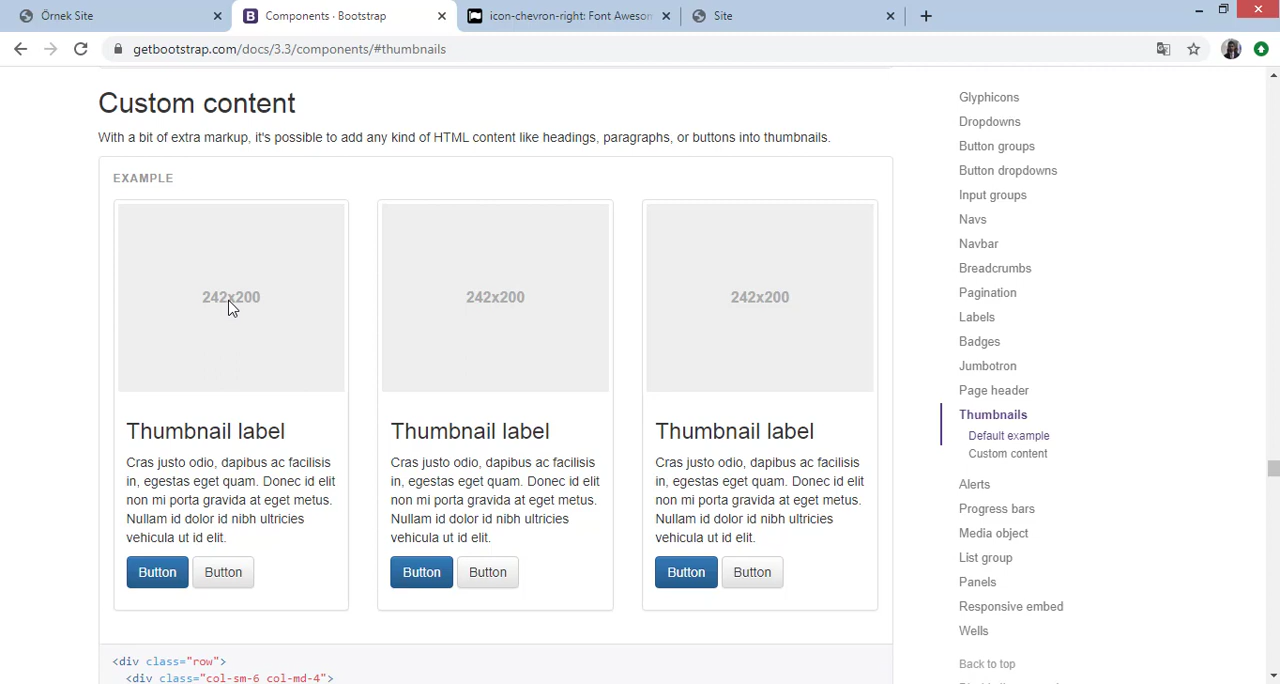 Örnek Site
Components · Bootstrap
icon-chevron-right: Font Aweson
Site
getbootstrap.com/docs/3.3/components/#thumbnails
Custom content
With a bit of extra markup, it's possible to add any kind of HTML content like headings, paragraphs, or buttons into thumbnails.
EXAMPLE
242x200
242x200
242x200
Thumbnail label
Cras justo odio, dapibus ac facilisis
in, egestas eget quam. Donec id elit
non mi porta gravida at eget metus.
Nullam id dolor id nibh ultricies
vehicula ut id elit.
Button
Button
Thumbnail label
Cras justo odio, dapibus ac facilisis
in, egestas eget quam. Donec id elit
non mi porta gravida at eget metus.
Nullam id dolor id nibh ultricies
vehicula ut id elit.
Button
Button
Thumbnail label
Cras justo odio, dapibus ac facilisis
in, egestas eget quam. Donec id elit
non mi porta gravida at eget metus.
Nullam id dolor id nibh ultricies
vehicula ut id elit.
Button
Button
<div class="row">
<div class="col-sm-6 col-md-4">
Glyphicons
Dropdowns
Button groups
Button dropdowns
Input groups
Navs
Navbar
Breadcrumbs
Pagination
Labels
Badges
Jumbotron
Page header
Thumbnails
Default example
Custom content
Alerts
Progress bars
Media object
List group
Panels
Responsive embed
Wells
Back to top